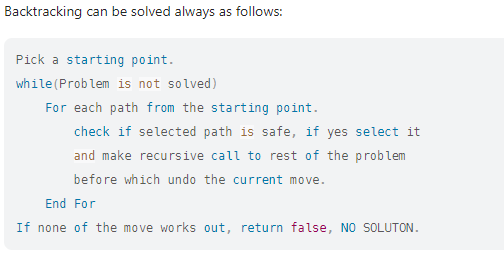 Backtracking can be solved always as follows:
Pick a starting point.
while(Problem is not solved)
For each path from the starting point.
check if selected path is safe, if yes select it
and make recursive call to rest of the problem
before which undo the current move.
End For
If none of the move works out, return false, NO SOLUTON.